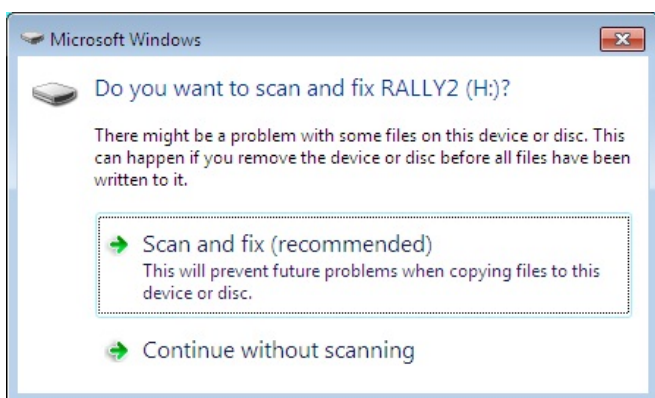 Microsoft Windows
Do you want to scan and fix RALLY2 (H:)?
There might be a problem with some files on this device or disc. This
can happen if you remove the device or disc before all files have been
written to it.
Scan and fix (recommended)
This will prevent future problems when copying files to this
device or disc.
Continue without scanning